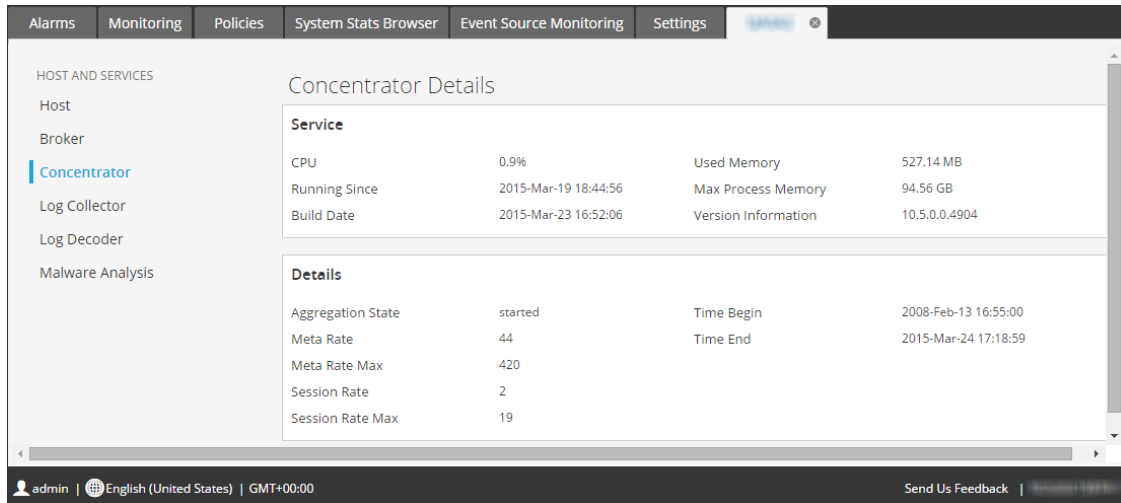 Alarms Monitoring Policies System Stats Browser Event Source Monitoring Settings
HOST AND SERVICES
Host
Broker
Concentrator
Log Collector
Log Decoder
Malware Analysis
Concentrator Details
Service
CPU 0.9% Used Memory 527.14 MB
Running Since 2015-Mar-19 18:44:56 Max Process Memory 94.56 GB
Build Date 2015-Mar-23 16:52:06 Version Information 10.5.0.0.4904
Details
Aggregation State started Time Begin 2008-Feb-13 16:55:00
Meta Rate 44 Time End 2015-Mar-24 17:18:59
Meta Rate Max 420
Session Rate 2
Session Rate Max 19
admin | English (United States) | GMT+00:00 Send Us Feedback |